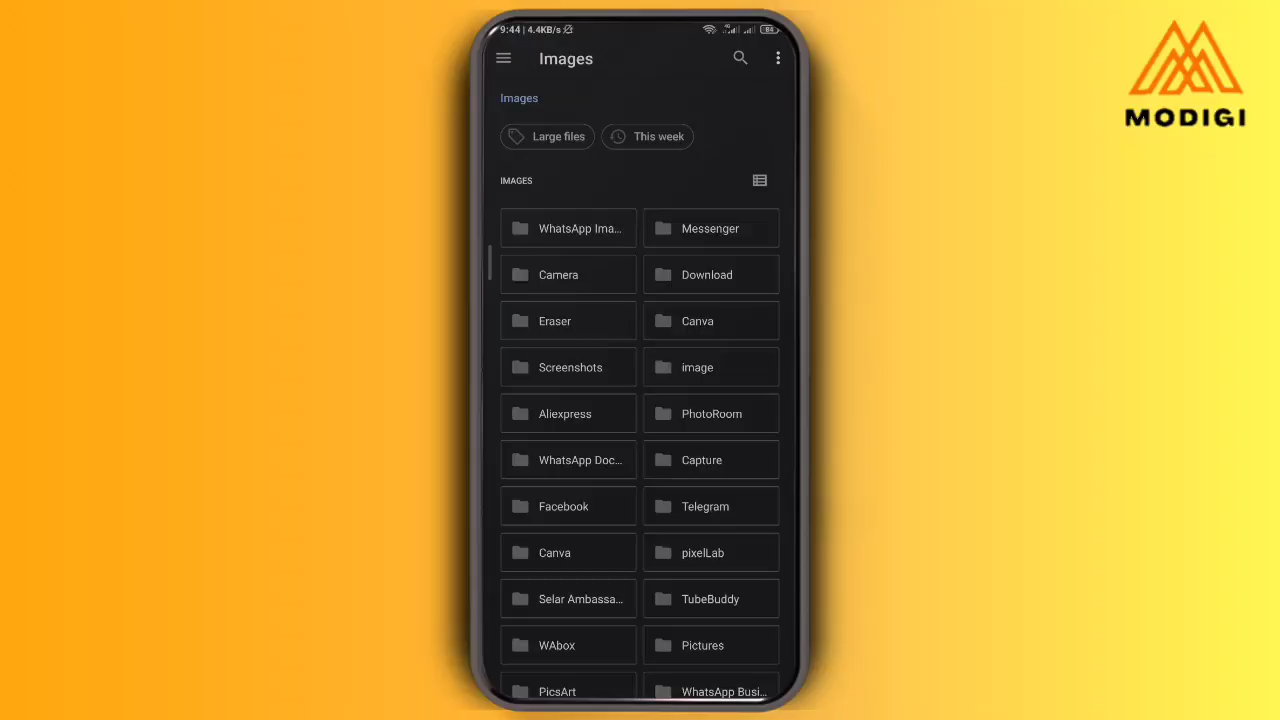 9:44 | 4.4KB/s
4G
84
Images
Images
Large files
This week
IMAGES
WhatsApp Ima...
Messenger
Camera
Download
Eraser
Canva
Screenshots
image
Aliexpress
PhotoRoom
WhatsApp Doc...
Capture
Facebook
Telegram
Canva
pixelLab
Selar Ambassa...
TubeBuddy
WAbox
Pictures
PicsArt
WhatsApp Busi...
MODIGI